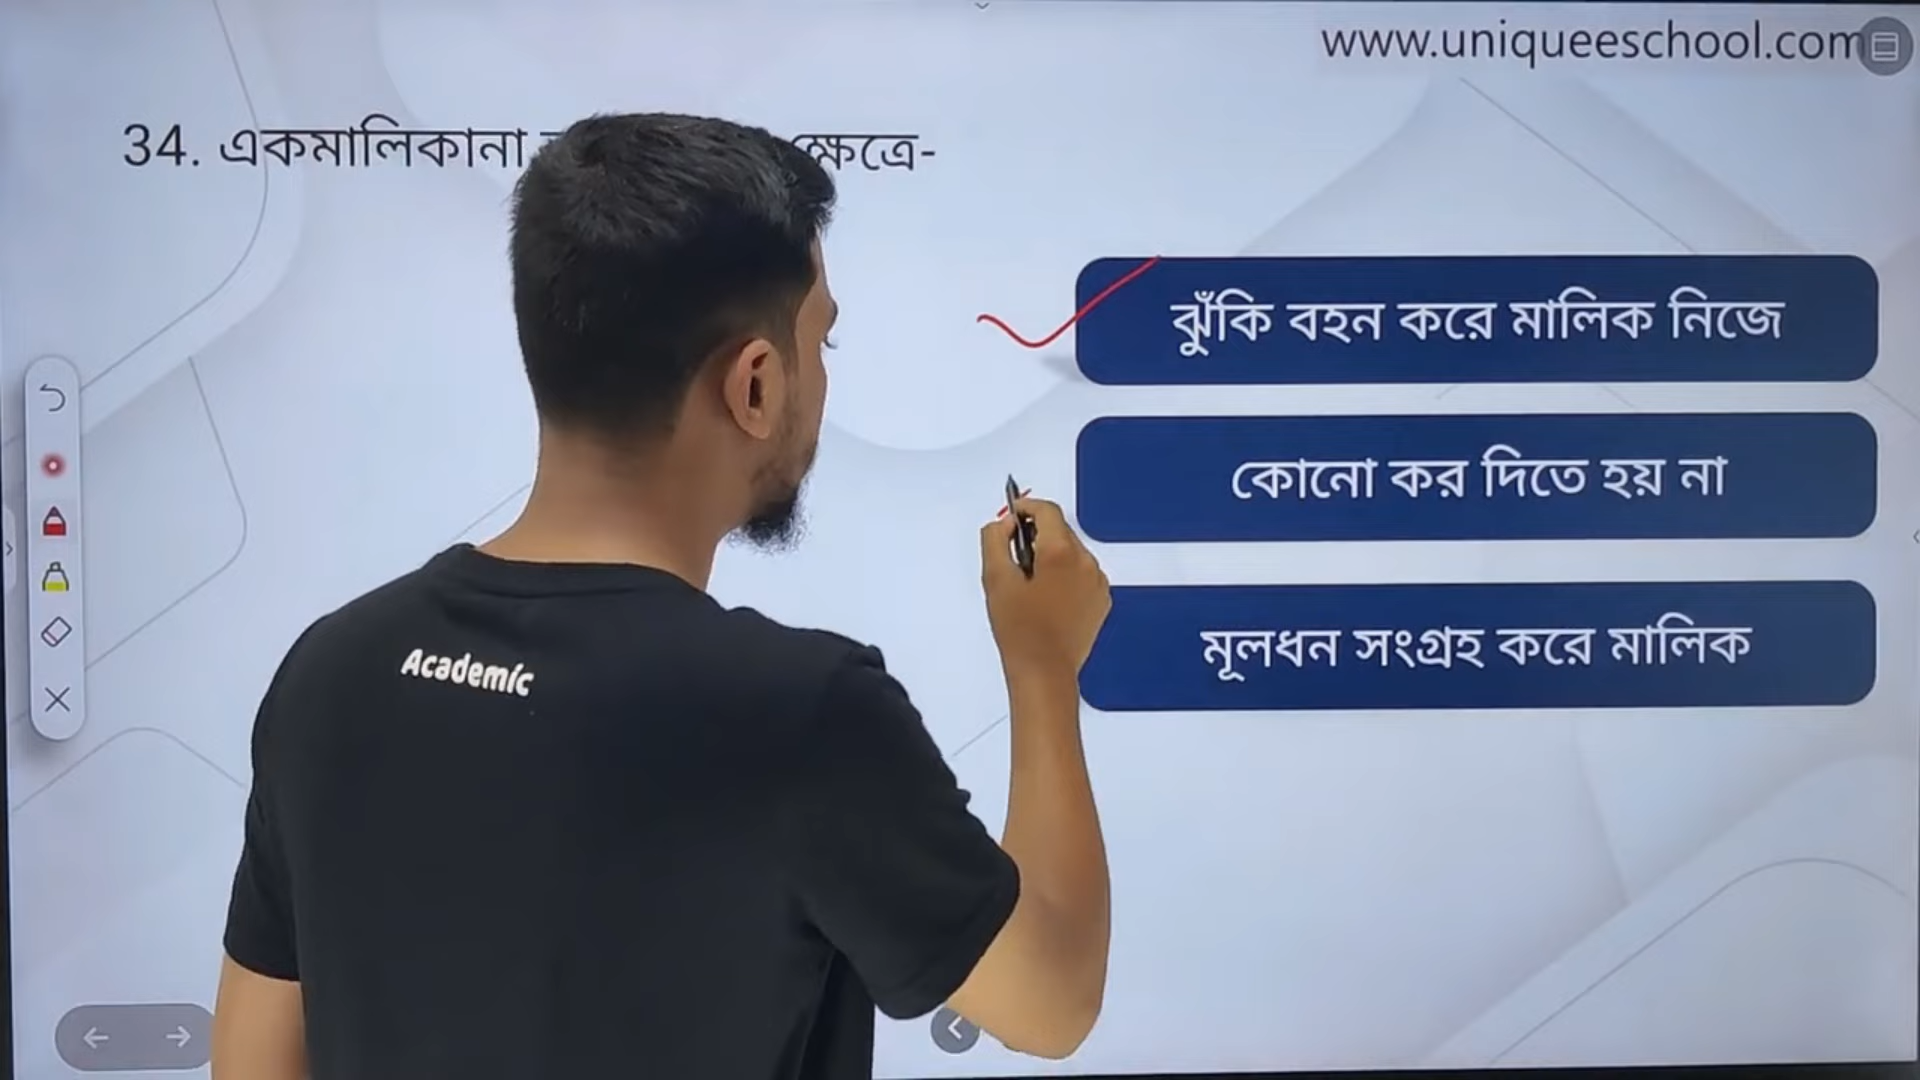 www.uniqueeschool.com
34. একমালিকানা ক্ষেত্রে-
ঝুঁকি বহন করে মালিক নিজে
কোনো কর দিতে হয় না
মূলধন সংগ্রহ করে মালিক
Academic